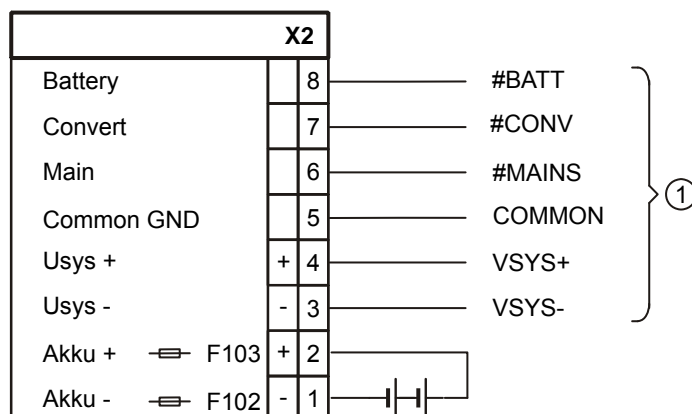 X2
Battery 8 #BATT
Convert 7 #CONV
Main 6 #MAINS
Common GND 5 COMMON
Usys + + 4 VSYS+
Usys - - 3 VSYS-
Akku + F103 + 2
Akku - F102 - 1
1